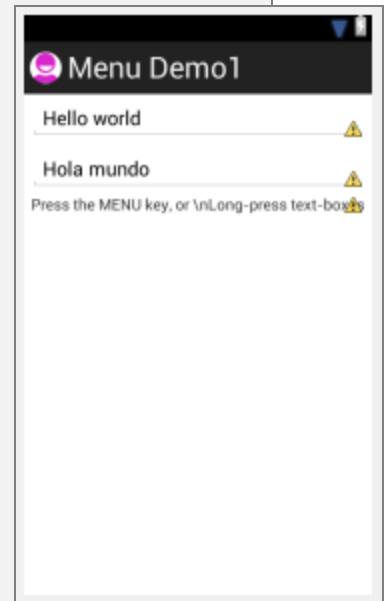 Menu Demo1
Hello world
Hola mundo
Press the MENU key, or \nLong-press text-boxes